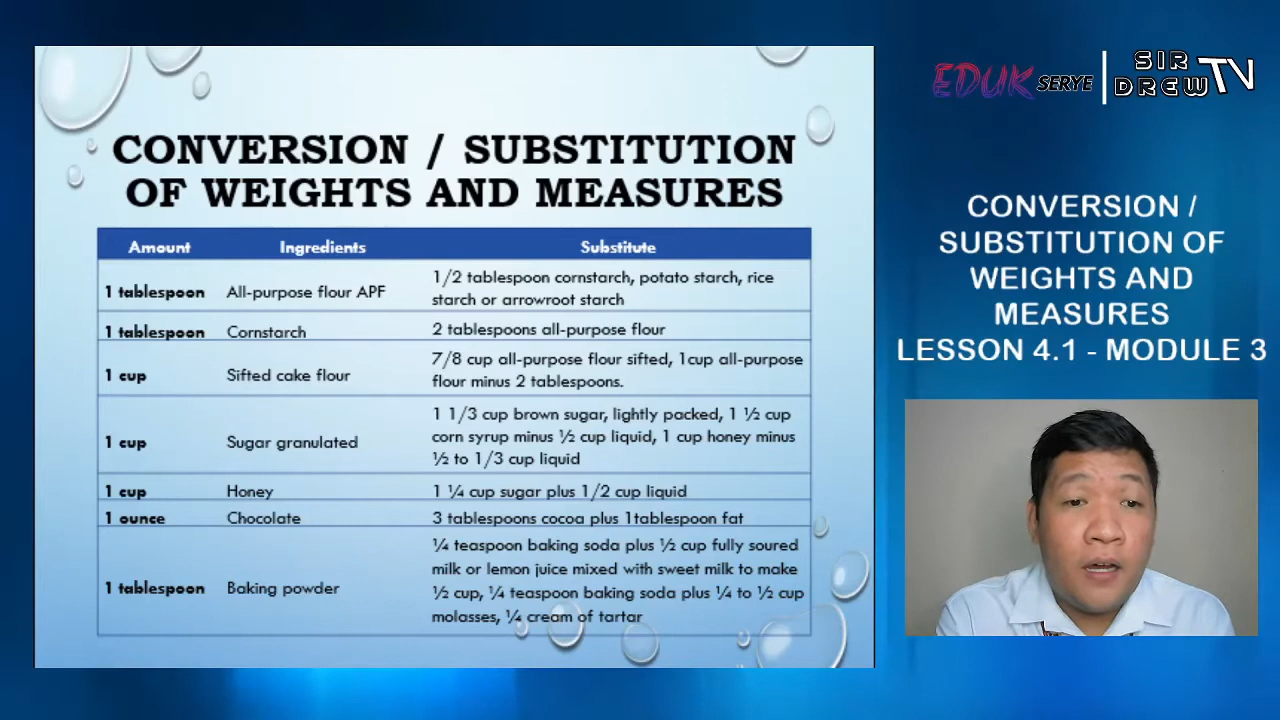 CONVERSION / SUBSTITUTION
OF WEIGHTS AND MEASURES
Amount Ingredients Substitute
1 tablespoon All-purpose flour APF 1/2 tablespoon cornstarch, potato starch, rice
starch or arrowroot starch
1 tablespoon Cornstarch 2 tablespoons all-purpose flour
1 cup Sifted cake flour 7/8 cup all-purpose flour sifted, 1cup all-purpose
flour minus 2 tablespoons.
1 cup Sugar granulated 1 1/3 cup brown sugar, lightly packed, 1 ½ cup
corn syrup minus ½ cup liquid, 1 cup honey minus
½ to 1/3 cup liquid
1 cup Honey 1 ¼ cup sugar plus 1/2 cup liquid
1 ounce Chocolate 3 tablespoons cocoa plus 1tablespoon fat
1 tablespoon Baking powder ¼ teaspoon baking soda plus ½ cup fully soured
milk or lemon juice mixed with sweet milk to make
½ cup, ¼ teaspoon baking soda plus ¼ to ½ cup
molasses, ¼ cream of tartar
EDUK SERYE
SIR
DREW TV
CONVERSION /
SUBSTITUTION OF
WEIGHTS AND
MEASURES
LESSON 4.1 - MODULE 3